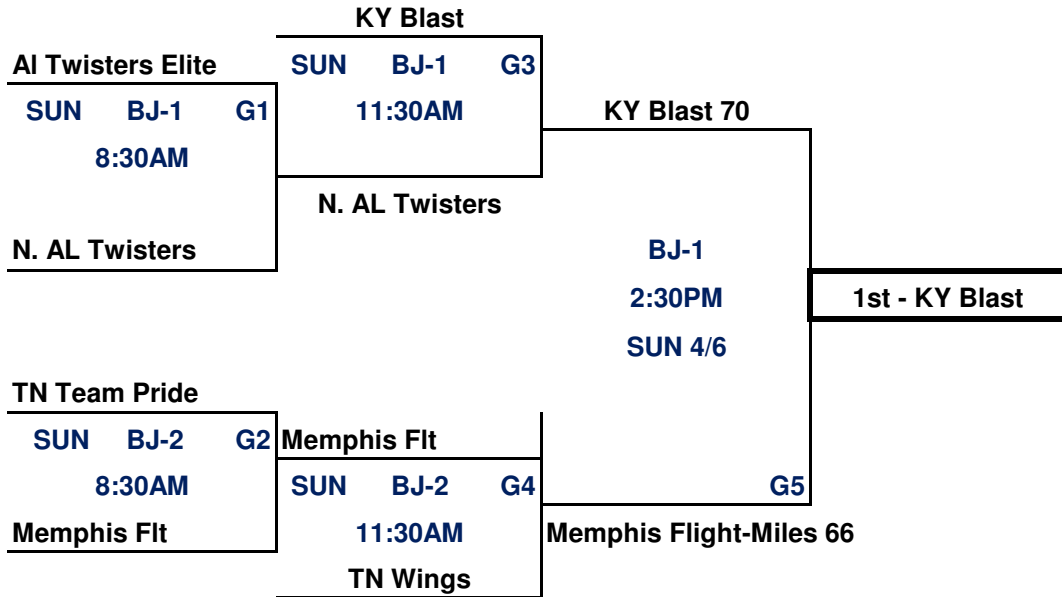 KY Blast
Al Twisters Elite
SUN BJ-1 G3
SUN BJ-1 G1
11:30AM
KY Blast 70
8:30AM
N. AL Twisters
N. AL Twisters
BJ-1
2:30PM
1st - KY Blast
SUN 4/6
TN Team Pride
SUN BJ-2 G2
Memphis Flt
8:30AM
SUN BJ-2 G4
G5
Memphis Flt
11:30AM
Memphis Flight-Miles 66
TN Wings